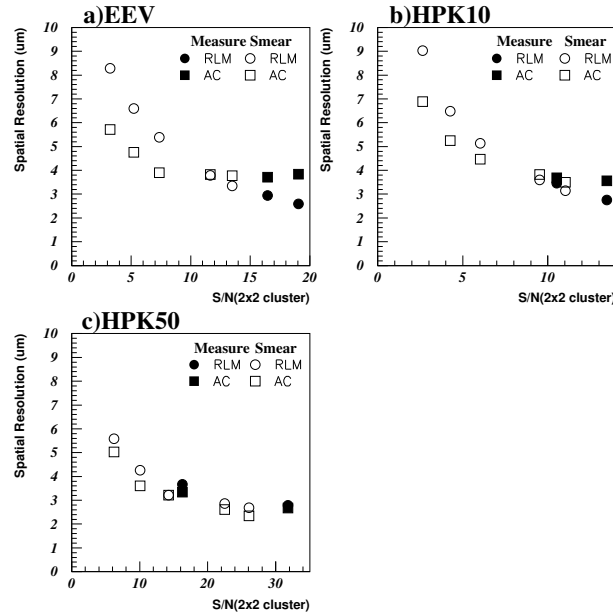 a)EEV
Spatial Resolution (um)
10
9
8
7
6
5
4
3
2
1
0
Measure Smear
RLM RLM
AC AC
0 5 10 15 20
S/N(2x2 cluster)
b)HPK10
Spatial Resolution (um)
10
9
8
7
6
5
4
3
2
1
0
Measure Smear
RLM RLM
AC AC
0 5 10
S/N(2x2 cluster)
c)HPK50
Spatial Resolution (um)
10
9
8
7
6
5
4
3
2
1
0
Measure Smear
RLM RLM
AC AC
0 10 20 30
S/N(2x2 cluster)